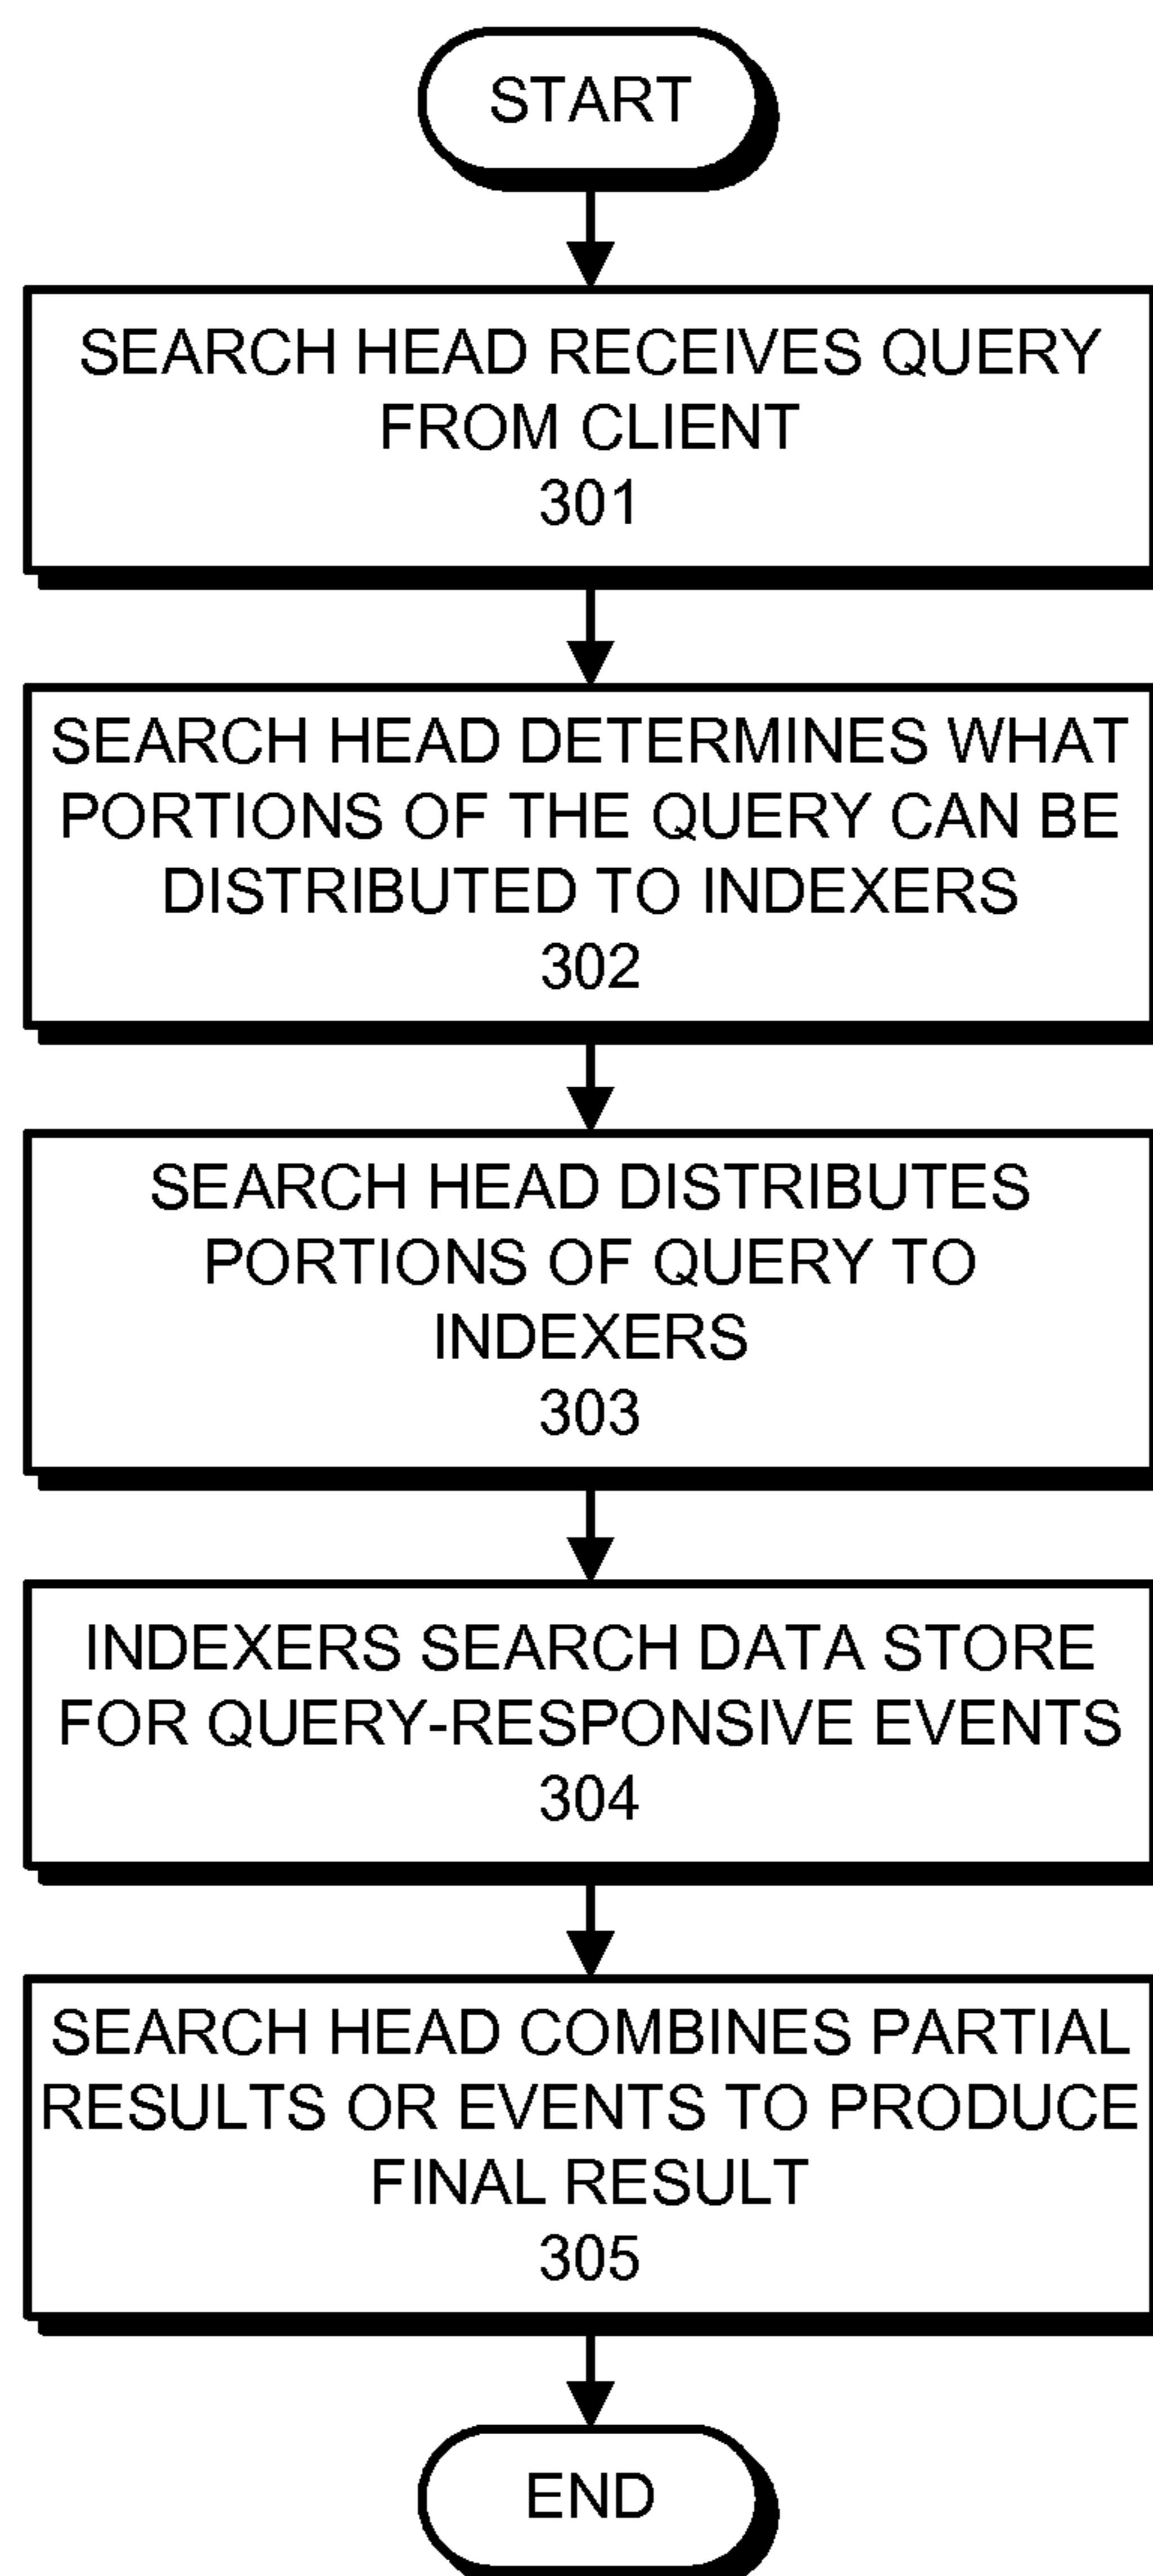 START
SEARCH HEAD RECEIVES QUERY
FROM CLIENT
301
SEARCH HEAD DETERMINES WHAT
PORTIONS OF THE QUERY CAN BE
DISTRIBUTED TO INDEXERS
302
SEARCH HEAD DISTRIBUTES
PORTIONS OF QUERY TO
INDEXERS
303
INDEXERS SEARCH DATA STORE
FOR QUERY-RESPONSIVE EVENTS
304
SEARCH HEAD COMBINES PARTIAL
RESULTS OR EVENTS TO PRODUCE
FINAL RESULT
305
END